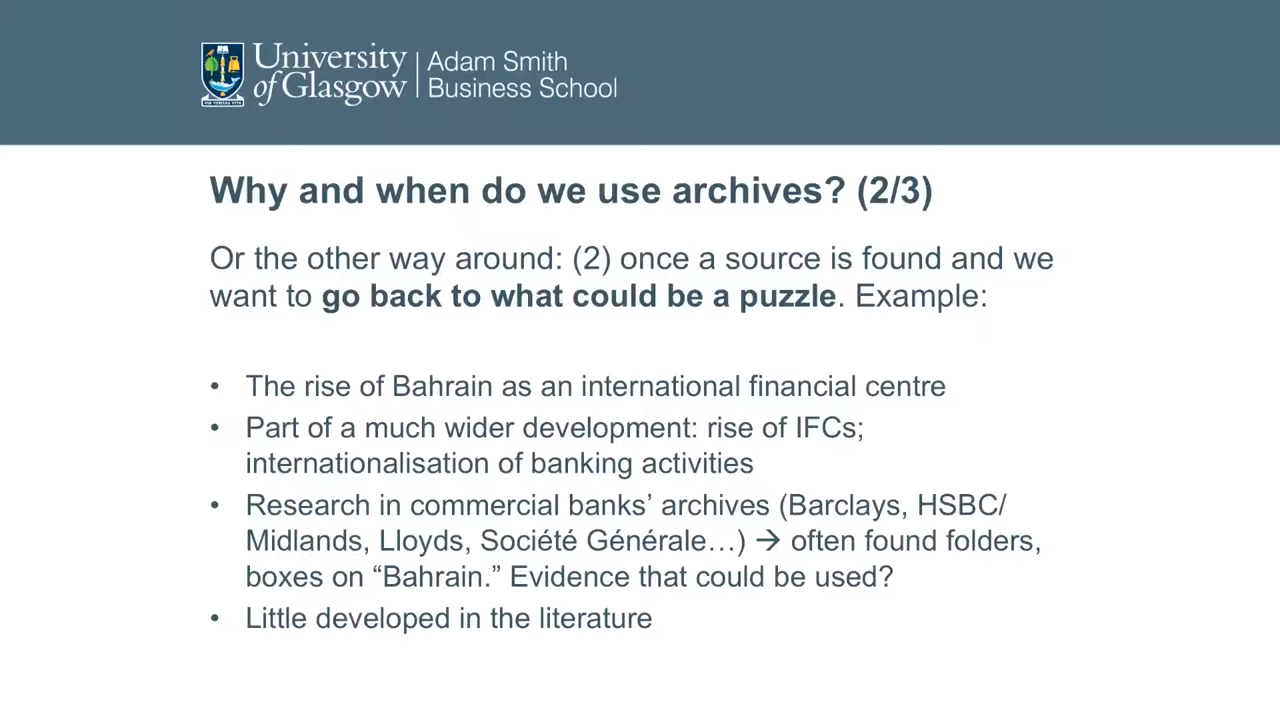 University
of Glasgow
Adam Smith
Business School
VIA VERITAS VITA
Why and when do we use archives? (2/3)
Or the other way around: (2) once a source is found and we
want to go back to what could be a puzzle. Example:
• The rise of Bahrain as an international financial centre
• Part of a much wider development: rise of IFCs;
internationalisation of banking activities
• Research in commercial banks’ archives (Barclays, HSBC/
Midlands, Lloyds, Société Générale…) → often found folders,
boxes on “Bahrain.” Evidence that could be used?
• Little developed in the literature